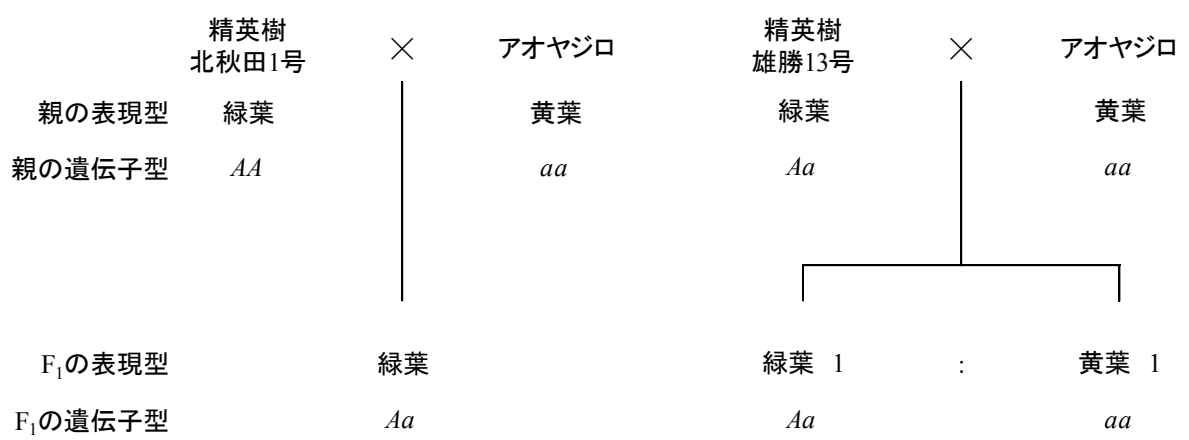 精英樹 北秋田1号 × アオヤジロ 精英樹 雄勝13号 × アオヤジロ
親の表現型 緑葉 黄葉 緑葉 黄葉
親の遺伝子型 AA aa Aa aa
F₁の表現型 緑葉 緑葉 1 : 黄葉 1
F₁の遺伝子型 Aa Aa aa